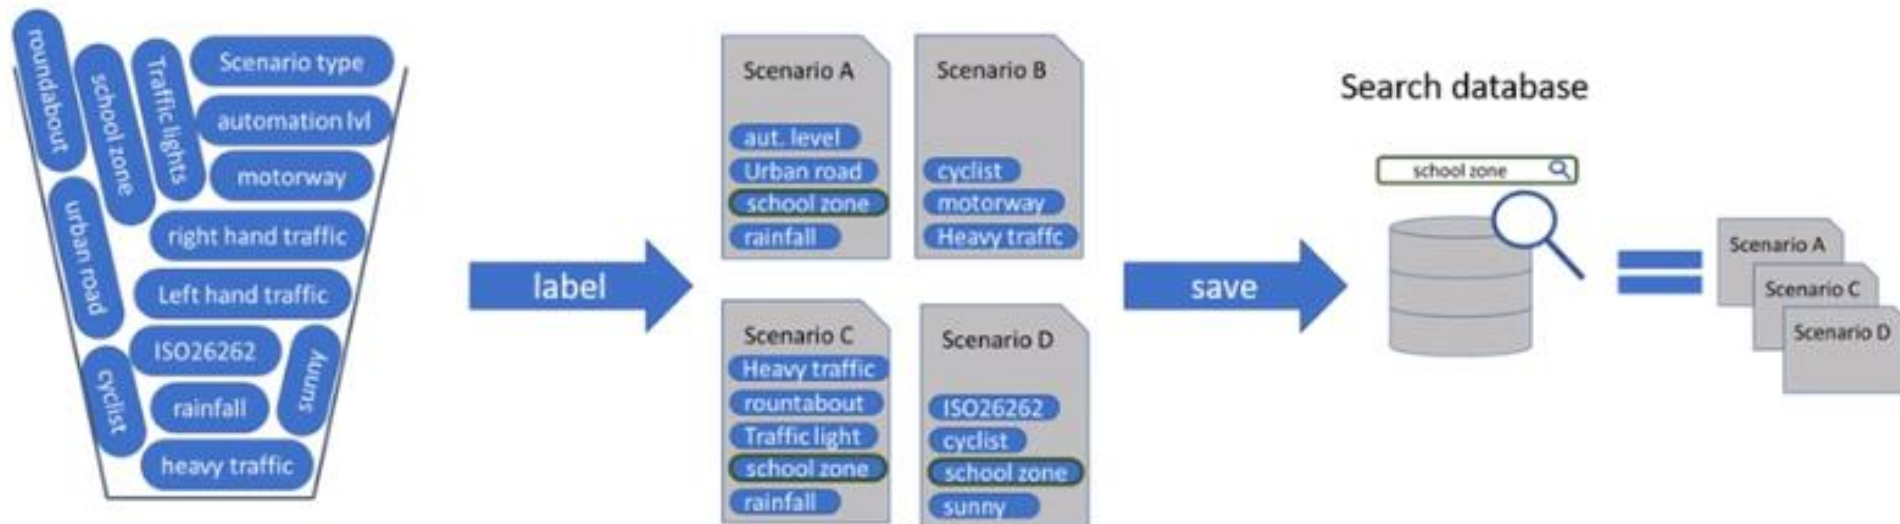 roundabout
school zone
Traffic lights
Scenario type
automation lvl
motorway
urban road
right hand traffic
Left hand traffic
ISO26262
sunny
cyclist
rainfall
heavy traffic
label
Scenario A
aut. level
Urban road
school zone
rainfall
Scenario B
cyclist
motorway
Heavy traffc
Scenario C
Heavy traffic
rountabout
Traffic light
school zone
rainfall
Scenario D
ISO26262
cyclist
school zone
sunny
save
Search database
school zone
Scenario A
Scenario C
Scenario D